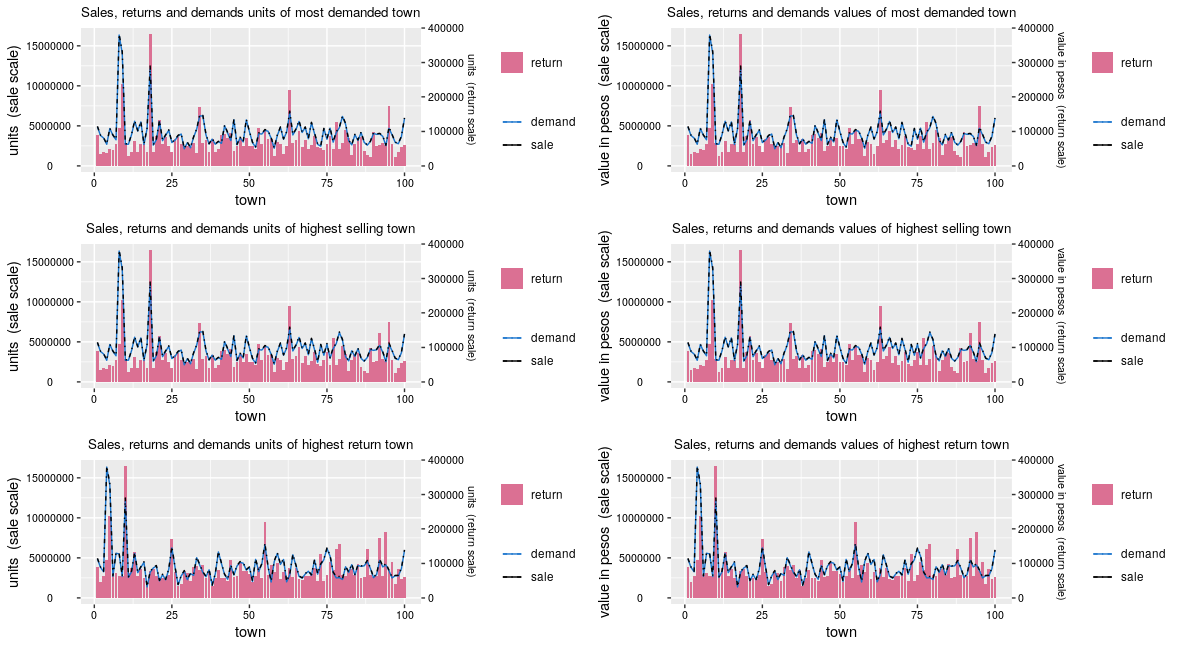 Sales, returns and demands units of most demanded town
units  (sale scale)
15000000
10000000
5000000
0
400000
300000
200000
100000
0
units  (return scale)
0
25
50
75
100
town
return
demand
sale
Sales, returns and demands values of most demanded town
value in pesos  (sale scale)
15000000
10000000
5000000
0
400000
300000
200000
100000
0
value in pesos  (return scale)
0
25
50
75
100
town
return
demand
sale
Sales, returns and demands units of highest selling town
units  (sale scale)
15000000
10000000
5000000
0
400000
300000
200000
100000
0
units  (return scale)
0
25
50
75
100
town
return
demand
sale
Sales, returns and demands values of highest selling town
value in pesos  (sale scale)
15000000
10000000
5000000
0
400000
300000
200000
100000
0
value in pesos  (return scale)
0
25
50
75
100
town
return
demand
sale
Sales, returns and demands units of highest return town
units  (sale scale)
15000000
10000000
5000000
0
400000
300000
200000
100000
0
units  (return scale)
0
25
50
75
100
town
return
demand
sale
Sales, returns and demands values of highest return town
value in pesos  (sale scale)
15000000
10000000
5000000
0
400000
300000
200000
100000
0
value in pesos  (return scale)
0
25
50
75
100
town
return
demand
sale